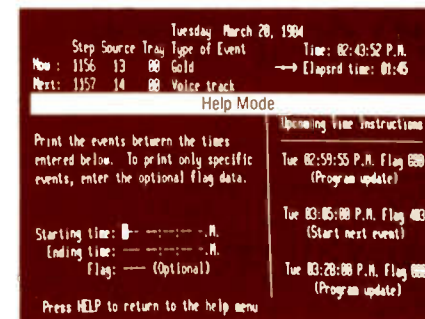 Tuesday March 20, 1984
Step Source Tray Type of Event Time: 02:43:52 P.M.
Now: 1156 13 00 Gold Elapsed time: 01:45
Next: 1157 14 00 Voice track
Help Mode
Upcoming Time Instructions
Print the events between the times
entered below. To print only specific
events, enter the optional flag data.
Tue 02:59:55 P.M. Flag
(Program update)
Tue 03:05:00 P.M. Flag 403
(Start next event)
Starting time: -- --:--:-- -.M.
Ending time: -- --:--:-- -.M.
Flag: --- (Optional)
Tue 03:20:00 P.M. Flag
(Program update)
Press HELP to return to the help menu